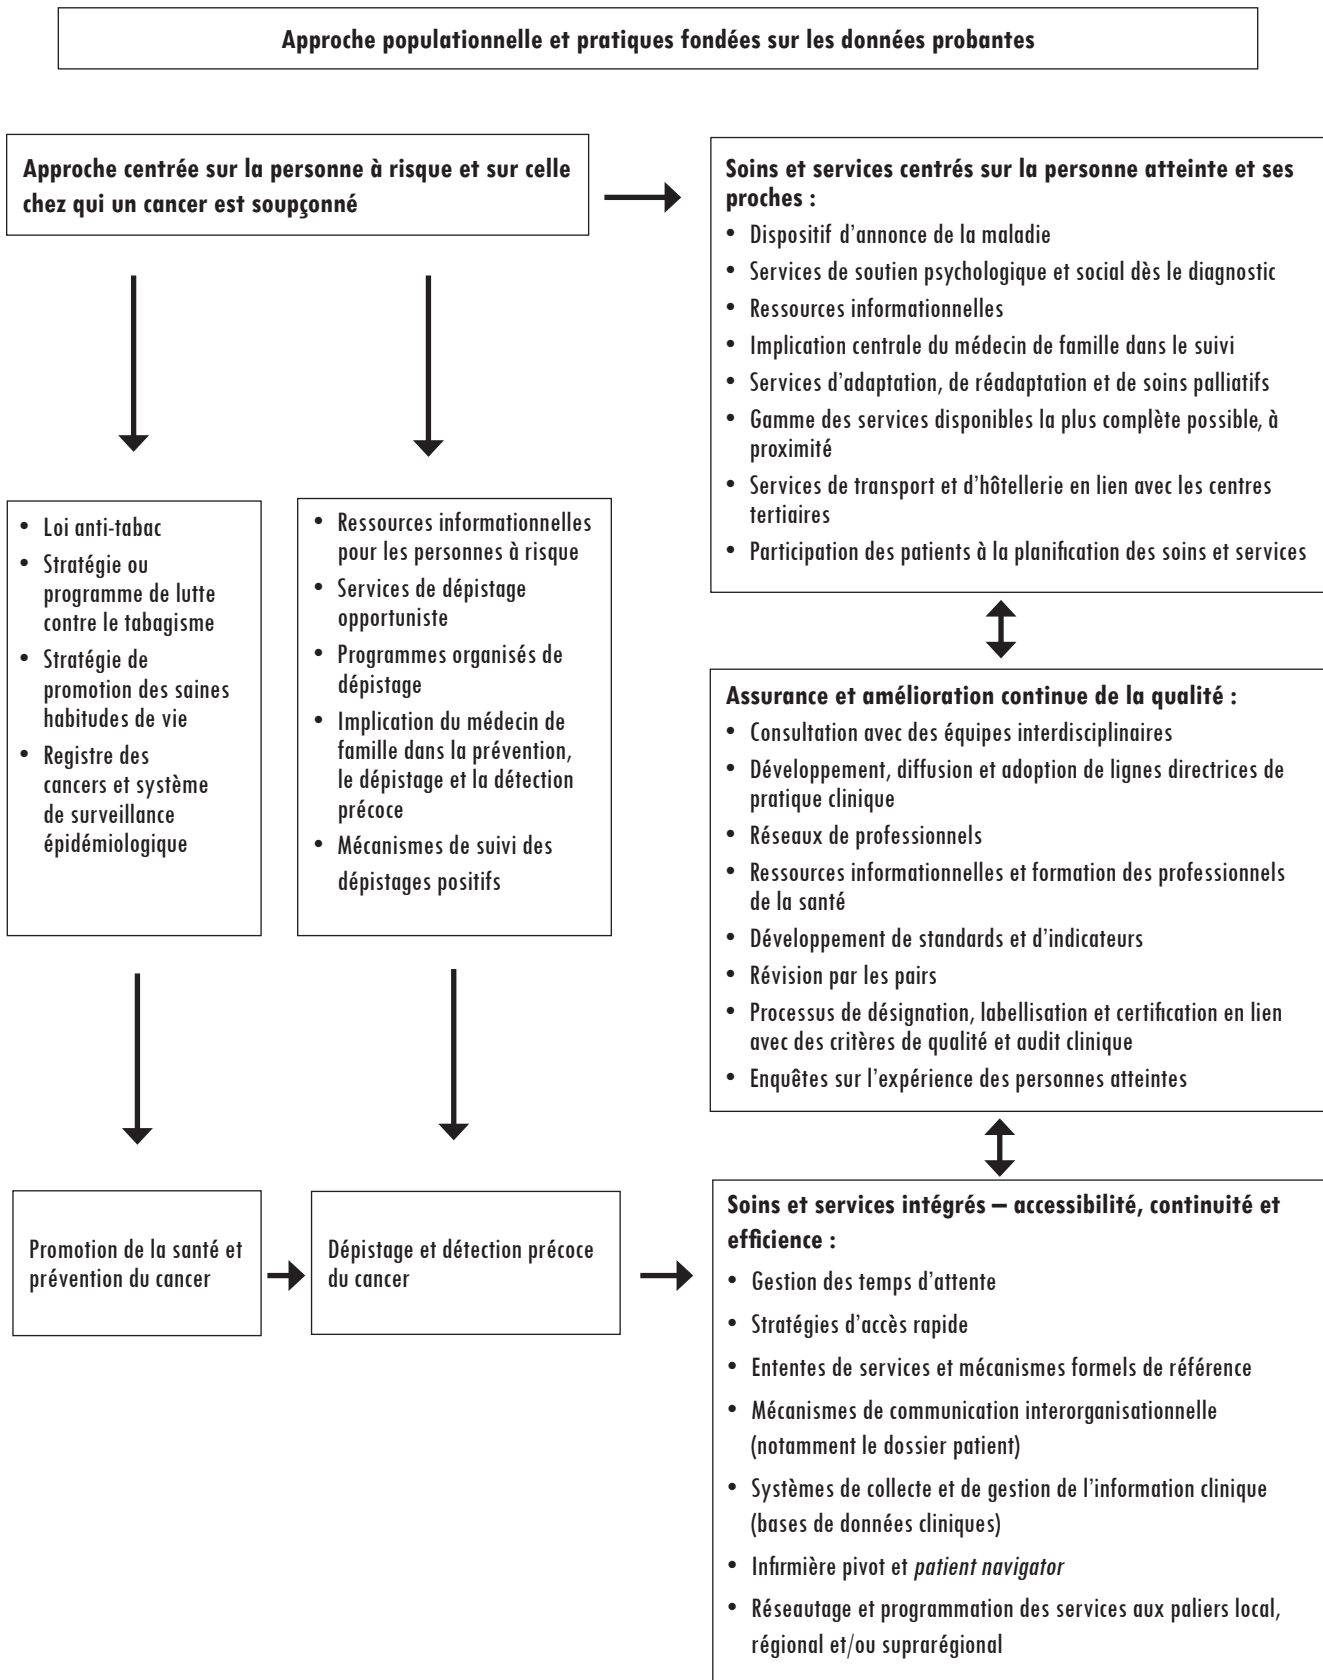 Approche populationnelle et pratiques fondées sur les données probantes
Approche centrée sur la personne à risque et sur celle
chez qui un cancer est soupçonné
Soins et services centrés sur la personne atteinte et ses
proches :
• Dispositif d'annonce de la maladie
• Services de soutien psychologique et social dès le diagnostic
• Ressources informationnelles
• Implication centrale du médecin de famille dans le suivi
• Services d'adaptation, de réadaptation et de soins palliatifs
• Gamme des services disponibles la plus complète possible, à
proximité
• Services de transport et d'hôtellerie en lien avec les centres
tertiaires
• Participation des patients à la planification des soins et services
• Loi anti-tabac
• Stratégie ou
programme de lutte
contre le tabagisme
• Stratégie de
promotion des saines
habitudes de vie
• Registre des
cancers et système
de surveillance
épidémiologique
• Ressources informationnelles
pour les personnes à risque
• Services de dépistage
opportuniste
• Programmes organisés de
dépistage
• Implication du médecin de
famille dans la prévention,
le dépistage et la détection
précoce
• Mécanismes de suivi des
dépistages positifs
Assurance et amélioration continue de la qualité :
• Consultation avec des équipes interdisciplinaires
• Développement, diffusion et adoption de lignes directrices de
pratique clinique
• Réseaux de professionnels
• Ressources informationnelles et formation des professionnels
de la santé
• Développement de standards et d'indicateurs
• Révision par les pairs
• Processus de désignation, labellisation et certification en lien
avec des critères de qualité et audit clinique
• Enquêtes sur l'expérience des personnes atteintes
Promotion de la santé et
prévention du cancer
Dépistage et détection précoce
du cancer
Soins et services intégrés – accessibilité, continuité et
efficience :
• Gestion des temps d'attente
• Stratégies d'accès rapide
• Ententes de services et mécanismes formels de référence
• Mécanismes de communication interorganisationnelle
(notamment le dossier patient)
• Systèmes de collecte et de gestion de l'information clinique
(bases de données cliniques)
• Infirmière pivot et patient navigator
• Réseautage et programmation des services aux paliers local,
régional et/ou suprarégional